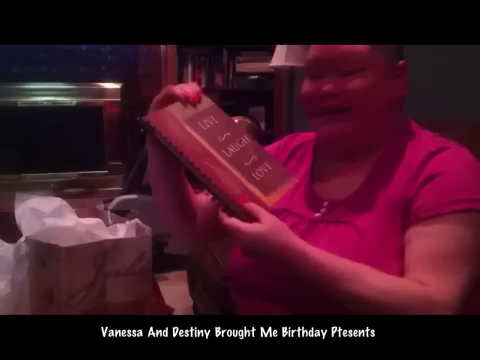 LIVE
~
LAUGH
~
LOVE
Vanessa And Destiny Brought Me Birthday Ptesents